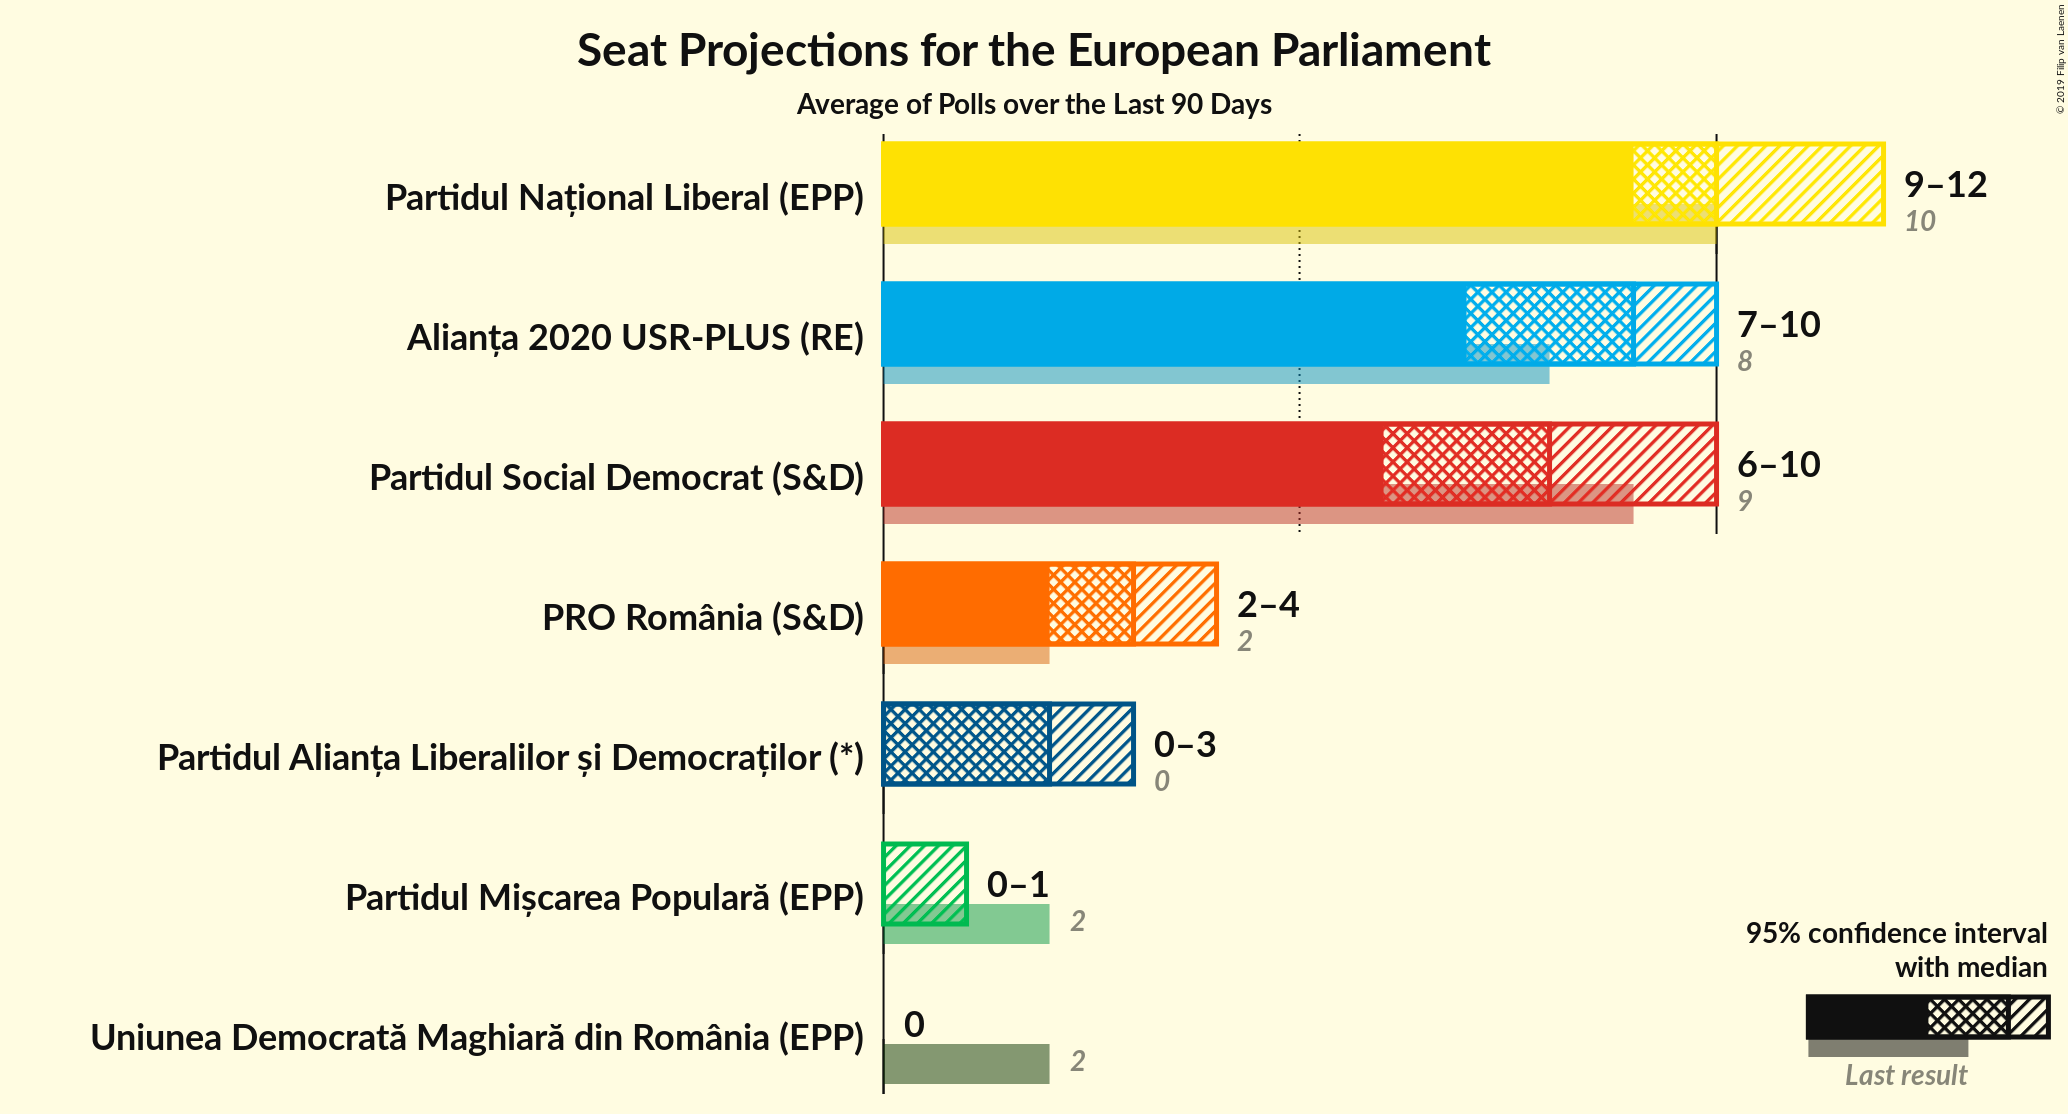 Seat Projections for the European Parliament
Average of Polls over the Last 90 Days
© 2019 Filip van Laenen
Partidul Național Liberal (EPP)
9–12
10
Alianța 2020 USR-PLUS (RE)
7–10
8
Partidul Social Democrat (S&D)
6–10
9
PRO România (S&D)
2–4
2
Partidul Alianța Liberalilor și Democraților (*)
0–3
0
Partidul Mișcarea Populară (EPP)
0–1
2
Uniunea Democrată Maghiară din România (EPP)
0
2
95% confidence interval
with median
Last result